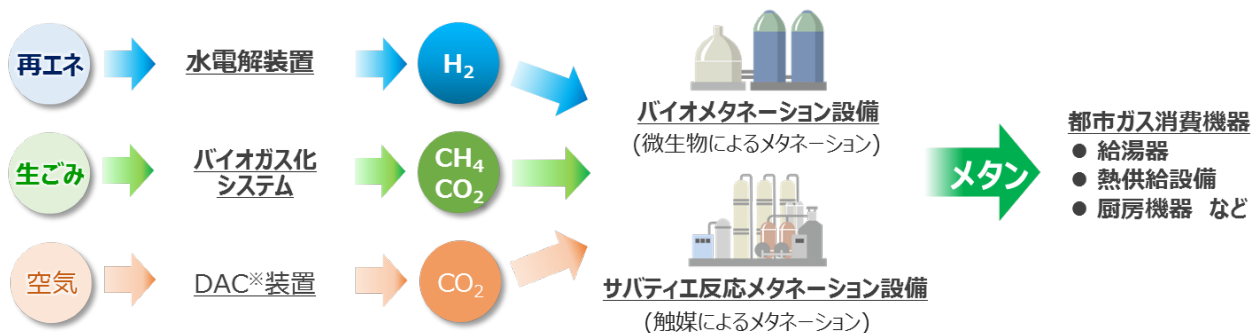 再エネ
水電解装置
H₂
生ごみ
バイオガス化
システム
CH₄
CO₂
空気
DAC※装置
CO₂
バイオメタネーション設備
(微生物によるメタネーション)
サバティエ反応メタネーション設備
(触媒によるメタネーション)
メタン
都市ガス消費機器
● 給湯器
● 熱供給設備
● 厨房機器 など